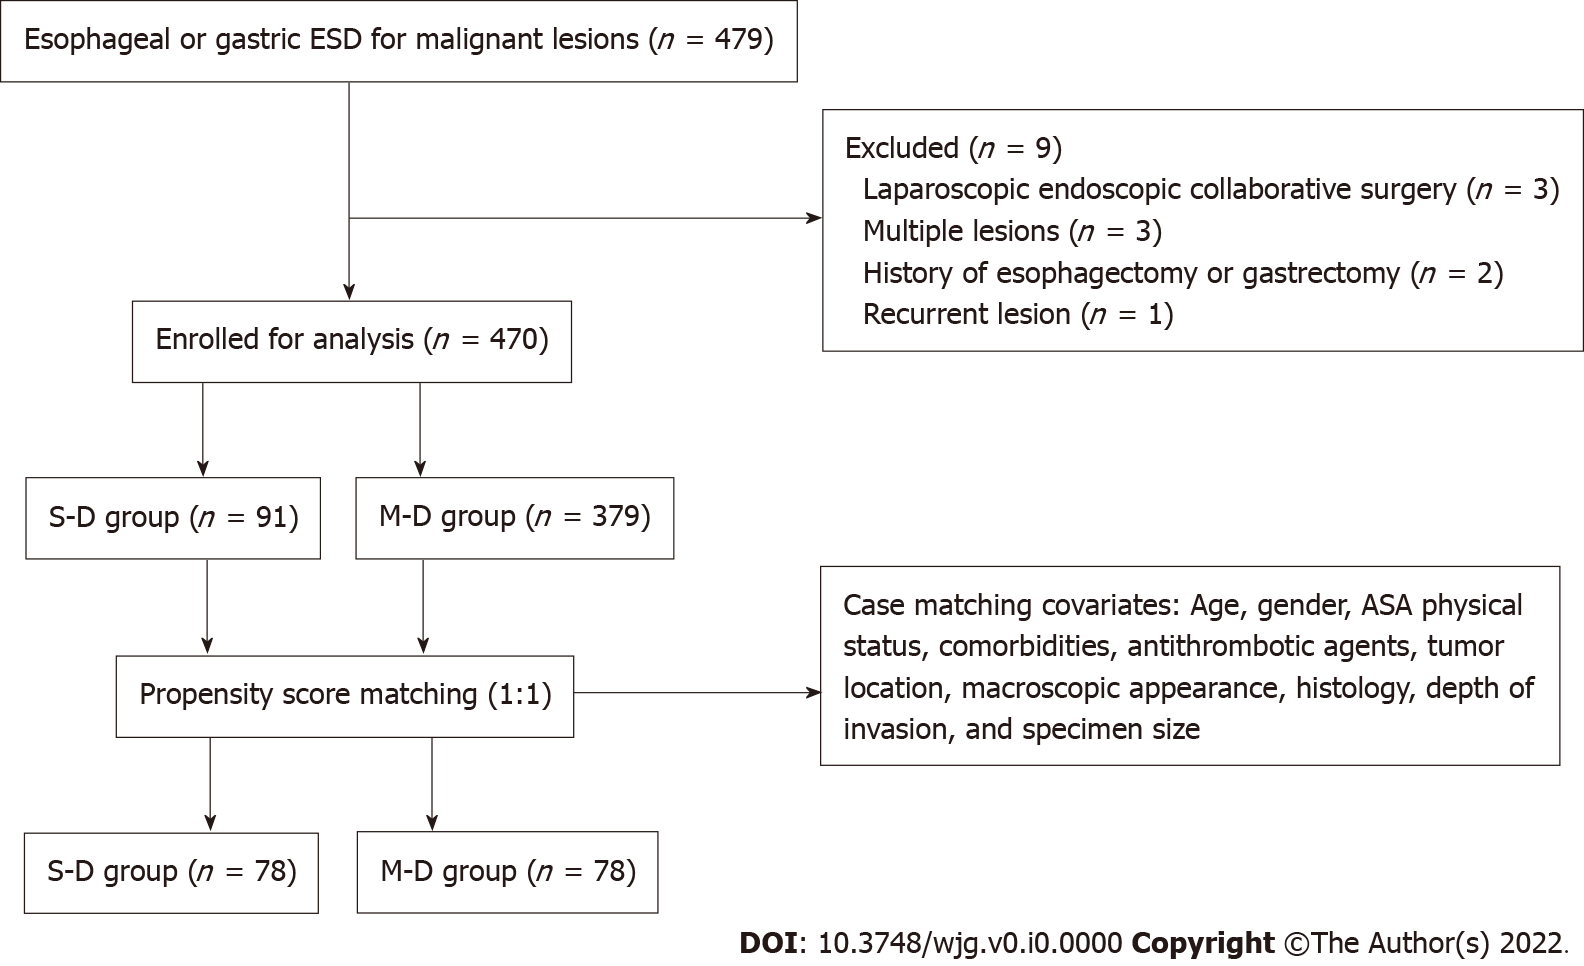 Esophageal or gastric ESD for malignant lesions (n = 479)
Excluded (n = 9)
Laparoscopic endoscopic collaborative surgery (n = 3)
Multiple lesions (n = 3)
History of esophagectomy or gastrectomy (n = 2)
Recurrent lesion (n = 1)
Enrolled for analysis (n = 470)
S-D group (n = 91)
M-D group (n = 379)
Case matching covariates: Age, gender, ASA physical
status, comorbidities, antithrombotic agents, tumor
location, macroscopic appearance, histology, depth of
invasion, and specimen size
Propensity score matching (1:1)
S-D group (n = 78)
M-D group (n = 78)
DOI: 10.3748/wjg.v0.i0.0000 Copyright ©The Author(s) 2022.